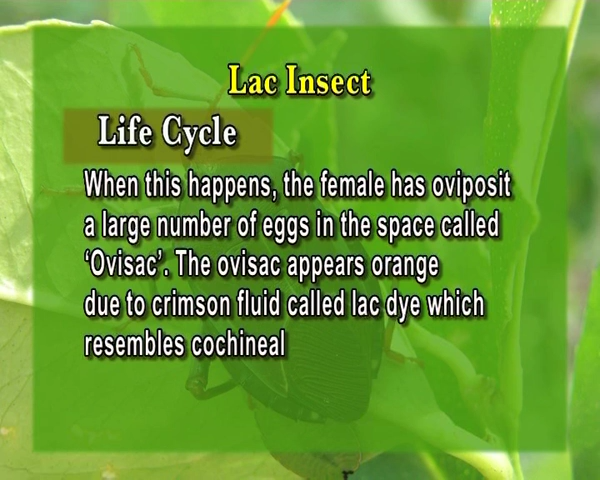 Lac Insect
Life Cycle
When this happens, the female has oviposit
a large number of eggs in the space called
‘Ovisac’. The ovisac appears orange
due to crimson fluid called lac dye which
resembles cochineal